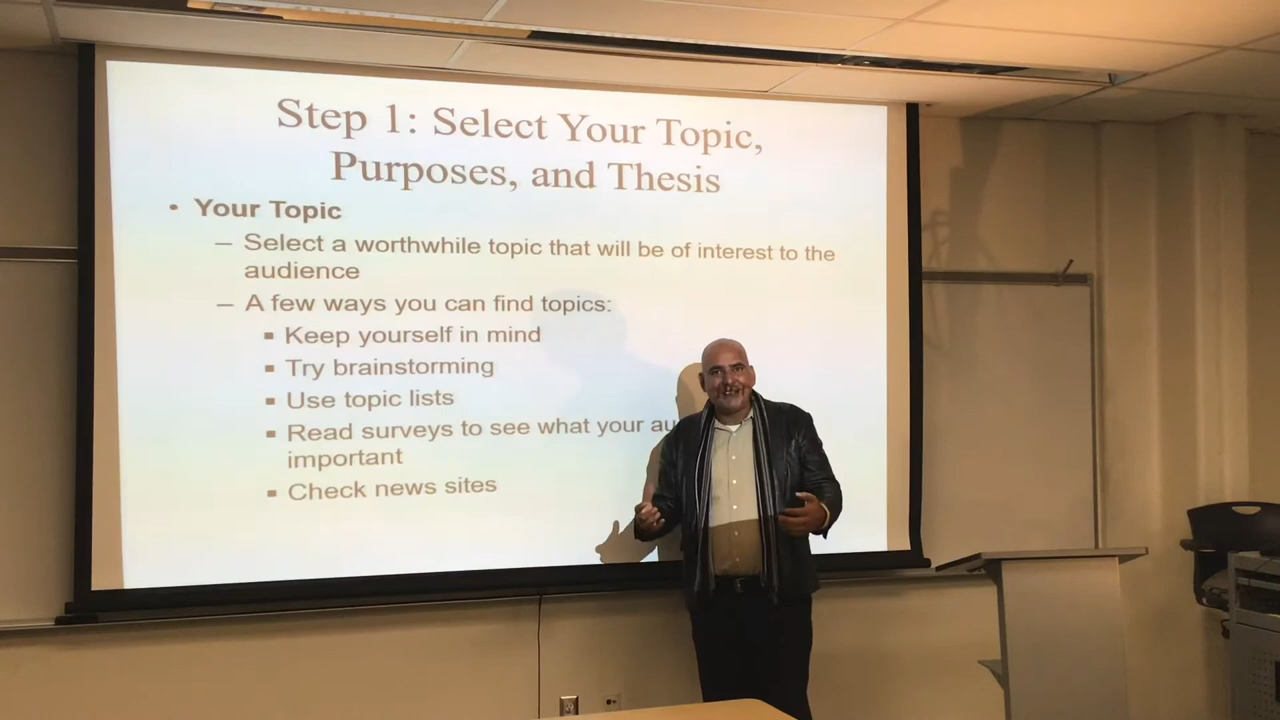 Step 1: Select Your Topic,
Purposes, and Thesis
• Your Topic
– Select a worthwhile topic that will be of interest to the
audience
– A few ways you can find topics:
▪ Keep yourself in mind
▪ Try brainstorming
▪ Use topic lists
▪ Read surveys to see what your
important
▪ Check news sites